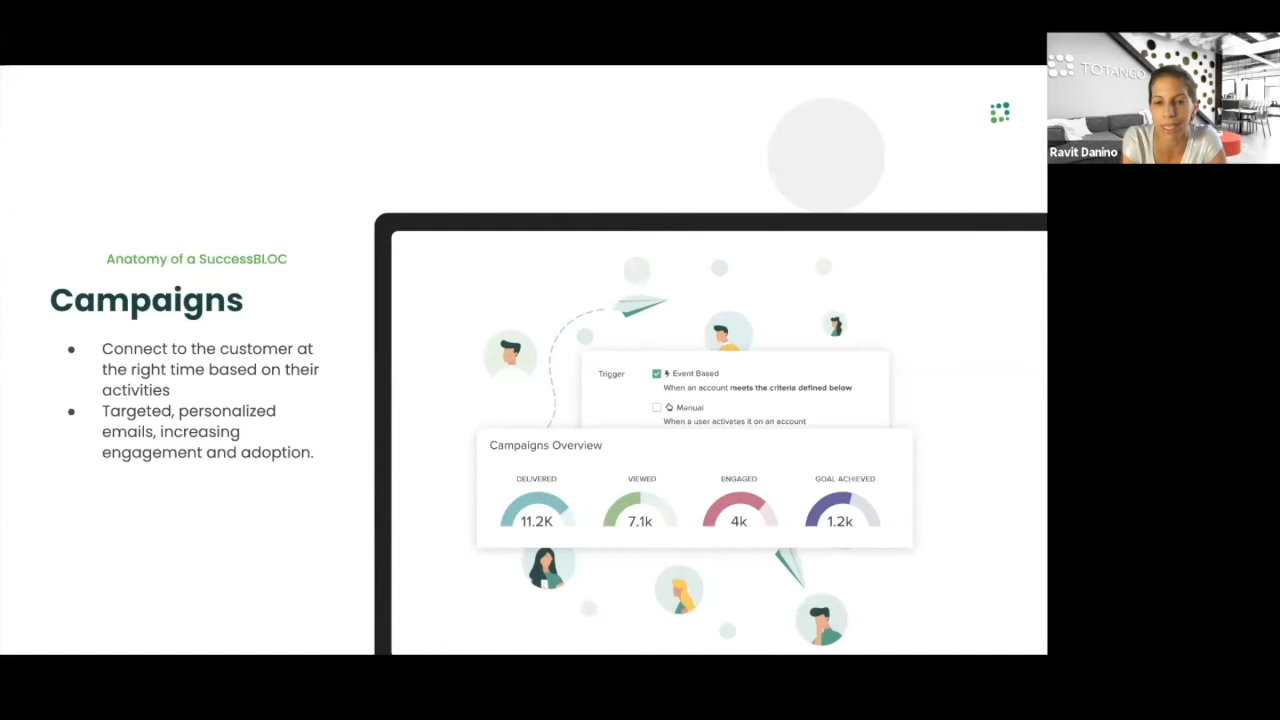 TOTANGO
Ravit Danino
Anatomy of a SuccessBLOC
Campaigns
● Connect to the customer at
the right time based on their
activities
● Targeted, personalized
emails, increasing
engagement and adoption.
Trigger
Event Based
When an account meets the criteria defined below
Manual
When a user activates it on an account
Campaigns Overview
DELIVERED VIEWED ENGAGED GOAL ACHIEVED
11.2K 7.1k 4k 1.2k